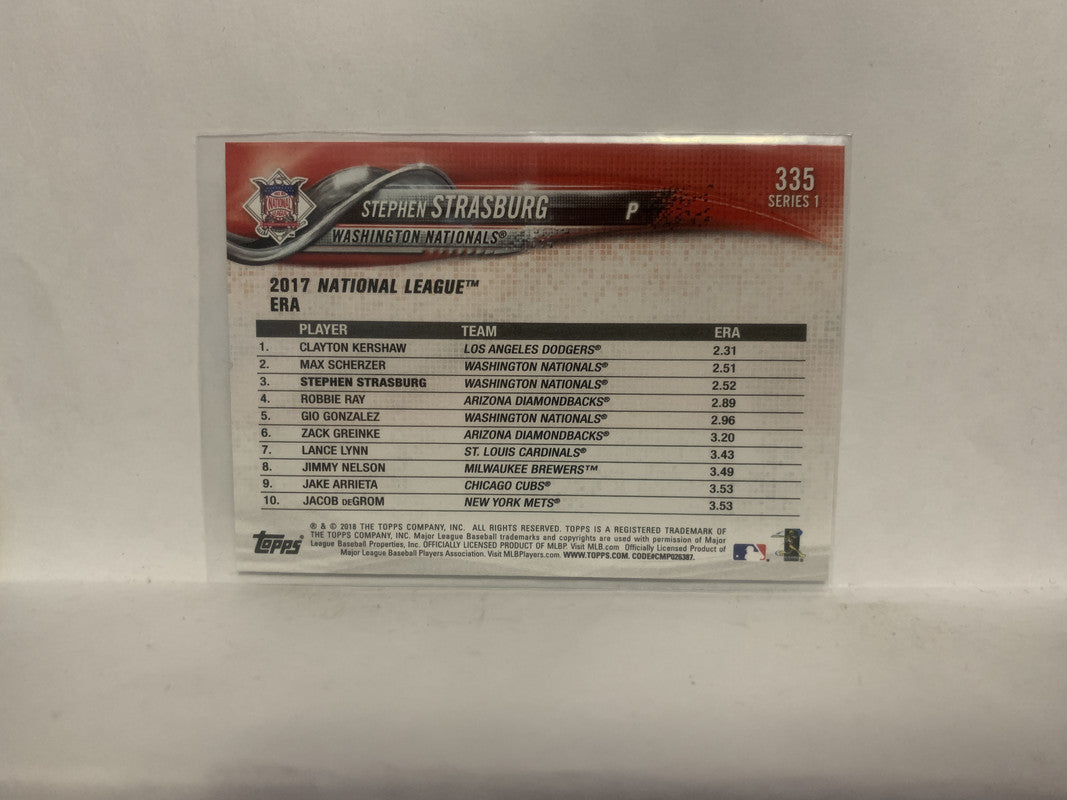 335
SERIES 1
NATIONAL LEAGUE
STEPHEN STRASBURG P
WASHINGTON NATIONALS®
2017 NATIONAL LEAGUE™
ERA
PLAYER TEAM ERA
1. CLAYTON KERSHAW LOS ANGELES DODGERS® 2.31
2. MAX SCHERZER WASHINGTON NATIONALS® 2.51
3. STEPHEN STRASBURG WASHINGTON NATIONALS® 2.52
4. ROBBIE RAY ARIZONA DIAMONDBACKS® 2.89
5. GIO GONZALEZ WASHINGTON NATIONALS® 2.96
6. ZACK GREINKE ARIZONA DIAMONDBACKS® 3.20
7. LANCE LYNN ST. LOUIS CARDINALS® 3.43
8. JIMMY NELSON MILWAUKEE BREWERS™ 3.49
9. JAKE ARRIETA CHICAGO CUBS® 3.53
10. JACOB DEGROM NEW YORK METS® 3.53
topps
® & © 2018 THE TOPPS COMPANY, INC. ALL RIGHTS RESERVED. TOPPS IS A REGISTERED TRADEMARK OF
THE TOPPS COMPANY, INC. Major League Baseball trademarks and copyrights are used with permission of Major
League Baseball Properties, Inc. OFFICIALLY LICENSED PRODUCT OF MLBP. Visit MLB.com Officially Licensed Product of
Major League Baseball Players Association. Visit MLBPlayers.com. WWW.TOPPS.COM. CODE#CMP026387.